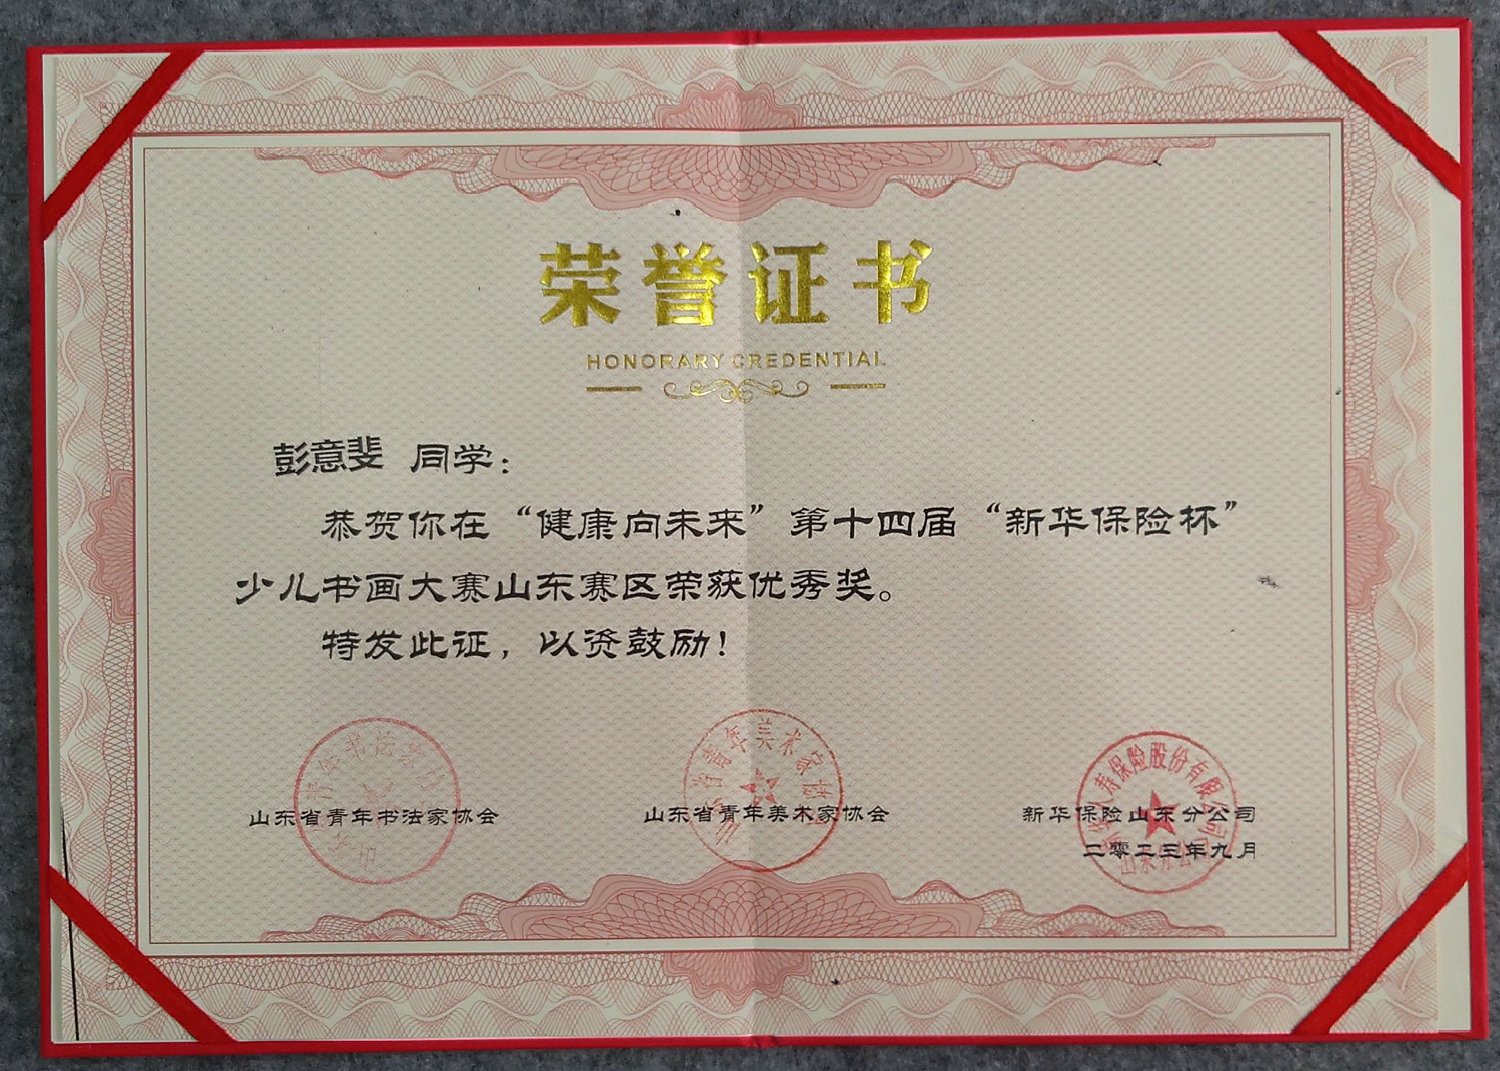 荣誉证书
HONORARY CREDENTIAL
彭意斐 同学：
恭贺你在“健康向未来”第十四届“新华保险杯”
少儿书画大赛山东赛区荣获优秀奖。
特发此证，以资鼓励！
山东省青年书法家协会
山东省青年美术家协会
新华保险山东分公司
二零二三年九月